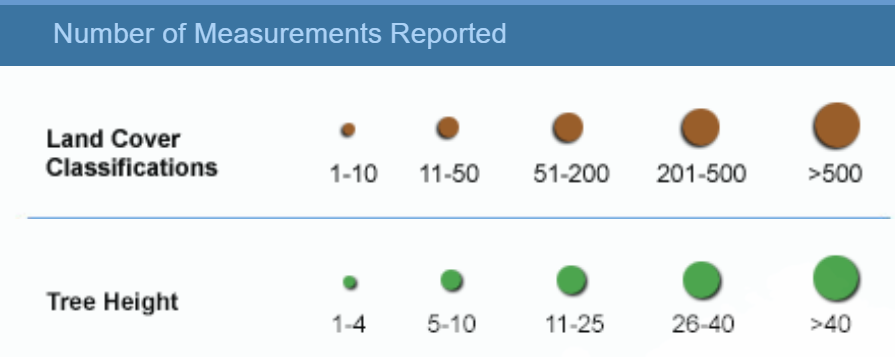 Number of Measurements Reported
Land Cover
Classifications
1-10 11-50 51-200 201-500 >500
Tree Height
1-4 5-10 11-25 26-40 >40